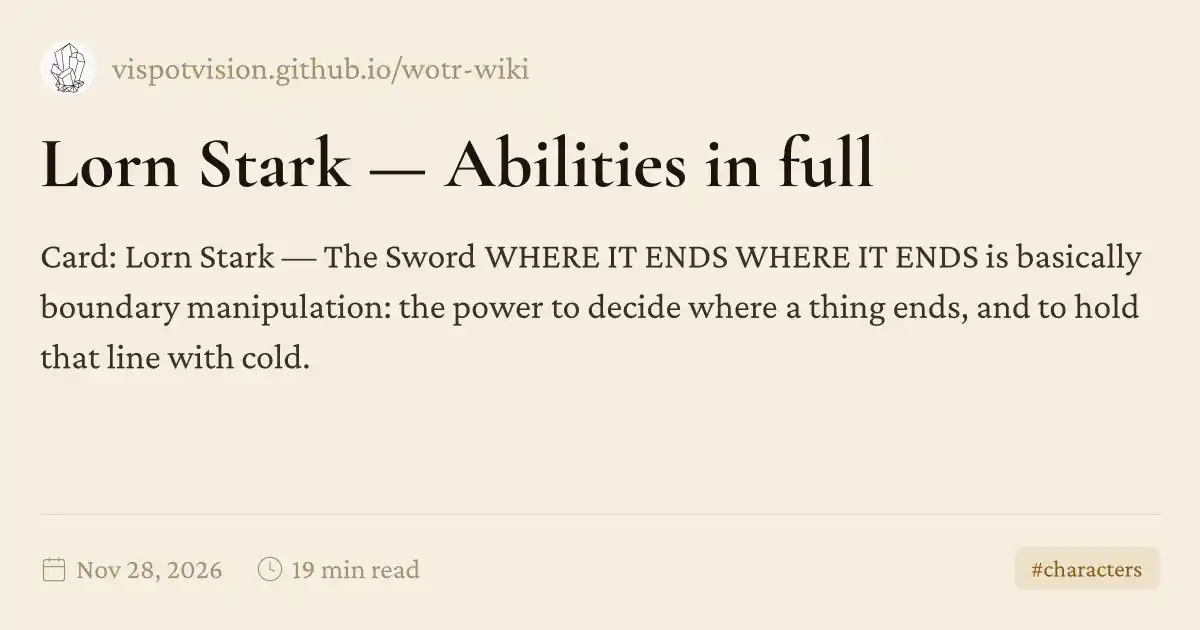 vispotvision.github.io/wotr-wiki
Lorn Stark — Abilities in full
Card: Lorn Stark — The Sword WHERE IT ENDS WHERE IT ENDS is basically
boundary manipulation: the power to decide where a thing ends, and to hold
that line with cold.
Nov 28, 2026
19 min read
#characters